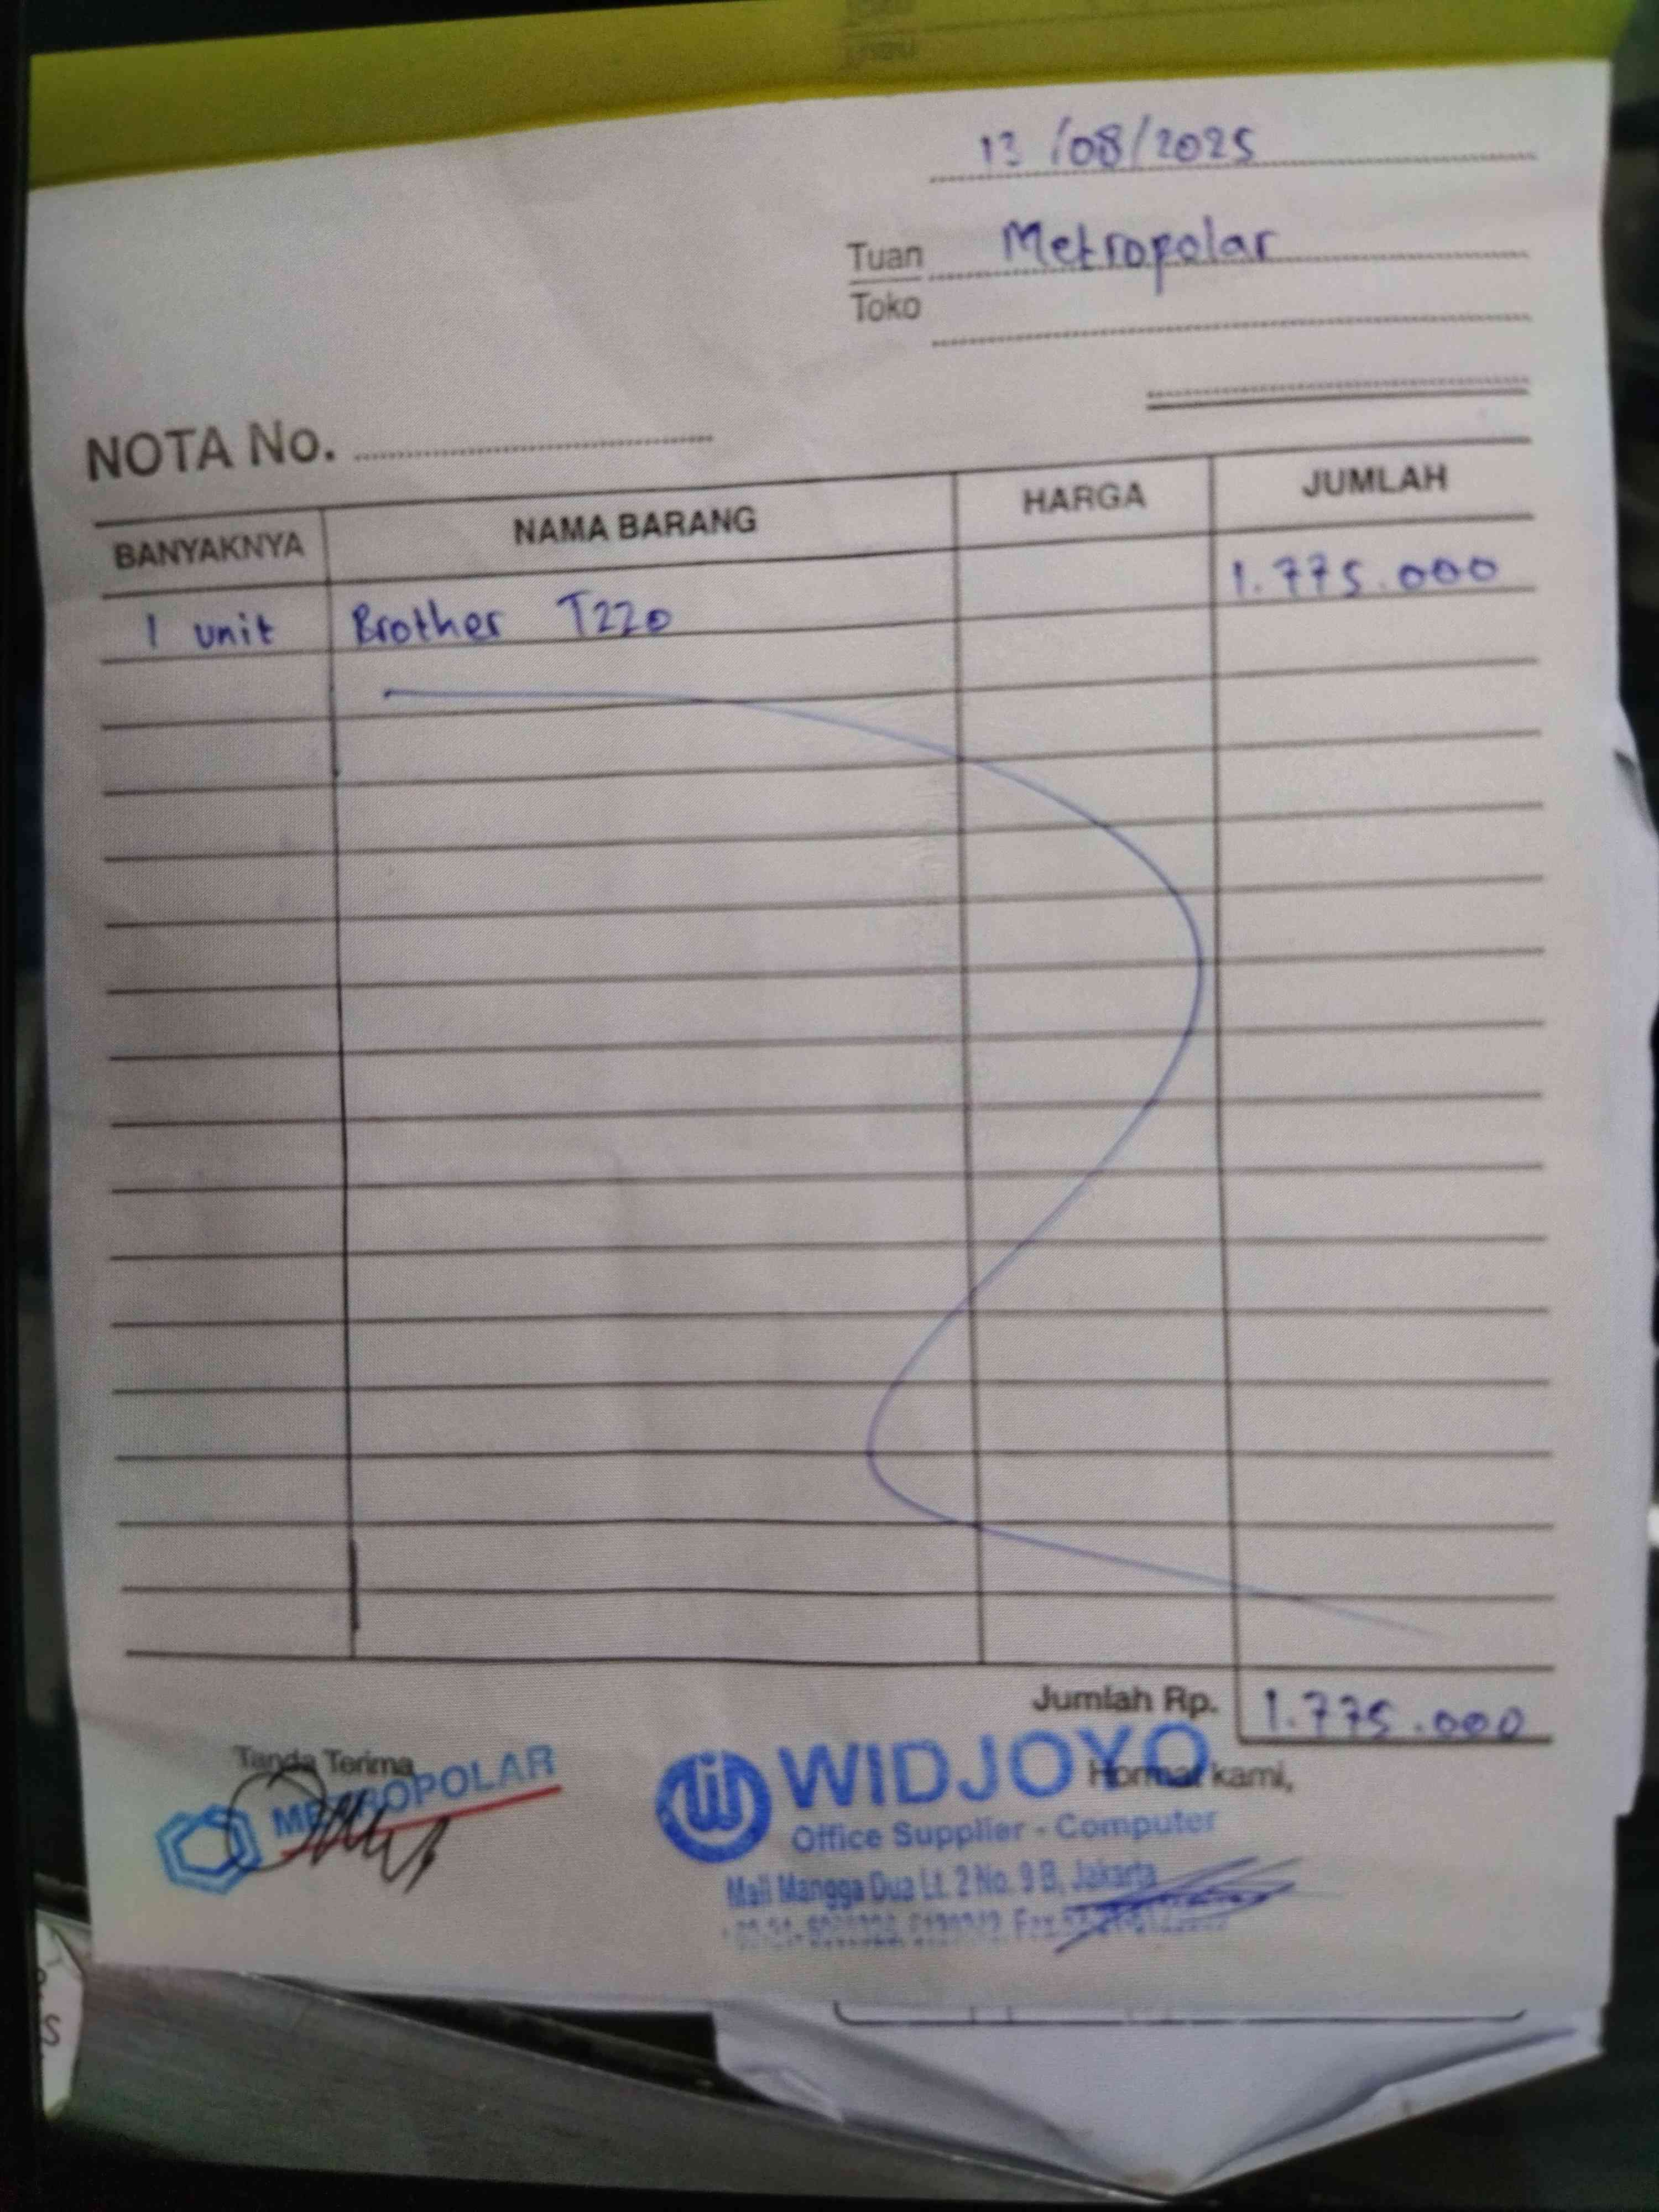 13/08/2025
Tuan Metropolar
Toko
NOTA No.
BANYAKNYA NAMA BARANG HARGA JUMLAH
1 unit Brother T220 1.775.000
Jumlah Rp. 1.775.000
Tanda Terima
METROPOLAR
WIDJOYO
Hormat kami,
Office Supplier - Computer
Mall Mangga Dua Lt. 2 No. 9 B, Jakarta